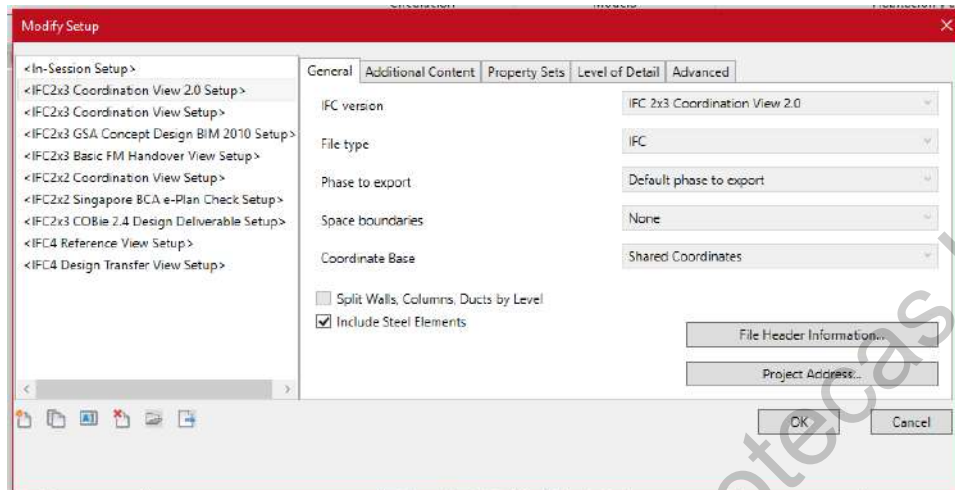 Modify Setup
<In-Session Setup>
<IFC2x3 Coordination View 2.0 Setup>
<IFC2x3 Coordination View Setup>
<IFC2x3 GSA Concept Design BIM 2010 Setup>
<IFC2x3 Basic FM Handover View Setup>
<IFC2x2 Coordination View Setup>
<IFC2x2 Singapore BCA e-Plan Check Setup>
<IFC2x3 COBie 2.4 Design Deliverable Setup>
<IFC4 Reference View Setup>
<IFC4 Design Transfer View Setup>
General Additional Content Property Sets Level of Detail Advanced
IFC version IFC 2x3 Coordination View 2.0
File type IFC
Phase to export Default phase to export
Space boundaries None
Coordinate Base Shared Coordinates
Split Walls, Columns, Ducts by Level
Include Steel Elements
File Header Information...
Project Address...
OK Cancel
otecas